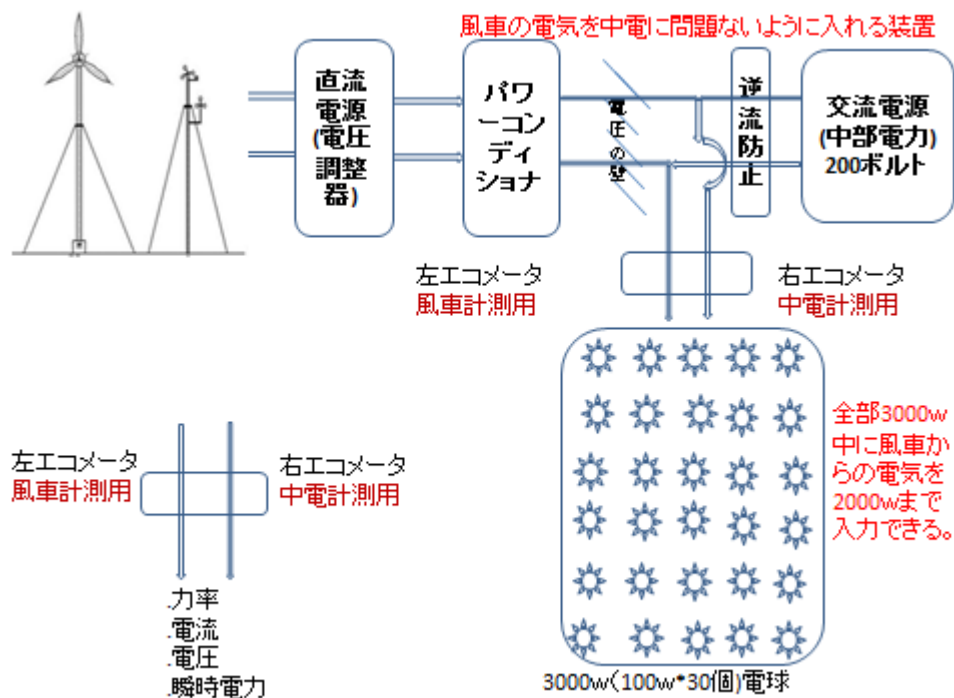 風車の電気を中電に問題ないように入れる装置
直流
電源
(電圧
調整
器)
パワ
ーコン
ディ
ショナ
電圧の壁
逆流防止
交流電源
(中部電力)
200ボルト
左エコメータ
風車計測用
右エコメータ
中電計測用
全部3000w
中に風車か
らの電気を
2000wまで
入力できる。
左エコメータ
風車計測用
右エコメータ
中電計測用
.力率
.電流
.電圧
.瞬時電力
3000w(100w*30個)電球